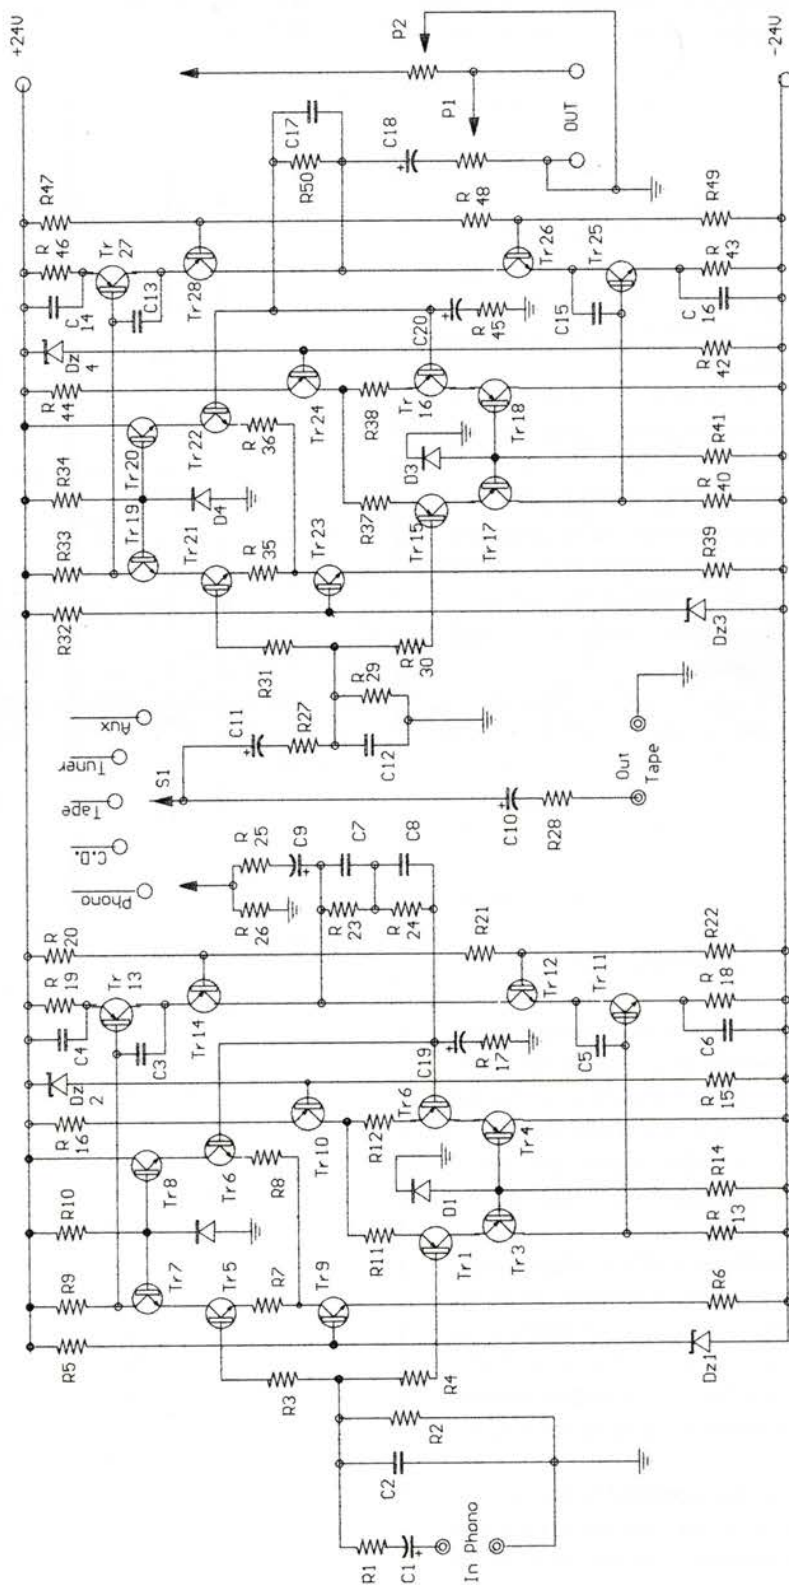 +24V
R5
R9
R10
R 16
Dz 2
C4
R 19
R 20
Phono
C.D.
Tape
Tuner
Aux
R32
R33
R34
R 44
Dz 4
C 14
R 46
R47
Tr7
Tr8
C3
Tr 13
Tr19
Tr20
C13
Tr 27
Tr5
Tr6
Tr14
S1
Tr21
Tr22
Tr28
R3
R7
R8
R 26
R 25
C11
R31
R 35
R 36
D4
Tr9
Tr10
C9
R27
Tr23
Tr24
R50
C17
R1
C2
R2
R4
R11
R12
R 23
C7
C12
R 29
R 30
R37
R38
C18
C1
D1
Tr6
C19
R 24
C8
D3
Tr 16
C20
P1
P2
In Phono
Tr1
Tr3
Tr4
R 17
R21
C10
Tr15
Tr17
Tr18
R 45
R 48
OUT
Tr12
Tr26
C5
Tr11
R28
C15
Tr25
Out
Tape
Dz1
R6
R 13
R14
R 15
C6
R 18
R22
Dz3
R39
R 40
R41
R 42
C 16
R 43
R49
-24V